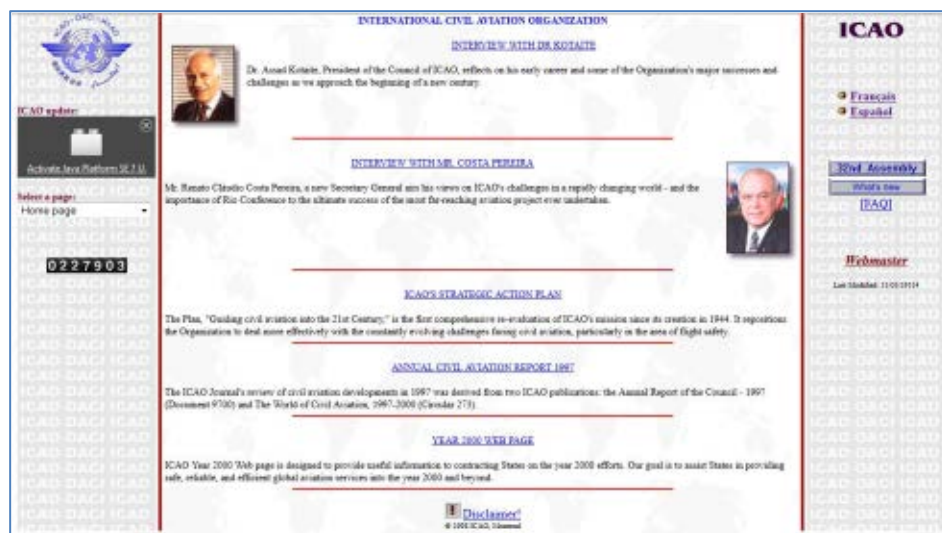 ICAO update:
Activate Java Platform SE 7 U
Select a page:
Home page
0227903
INTERNATIONAL CIVIL AVIATION ORGANIZATION
INTERVIEW WITH DR KOTAITE
Dr. Assad Kotaite, President of the Council of ICAO, reflects on his early career and some of the Organization's major successes and
challenges as we approach the beginning of a new century.
INTERVIEW WITH MR. COSTA PEREIRA
Mr. Renato Cláudio Costa Pereira, a new Secretary General airs his views on ICAO's challenges in a rapidly changing world - and the
importance of Rio Conference to the ultimate success of the most far-reaching aviation project ever undertaken.
ICAO'S STRATEGIC ACTION PLAN
The Plan, "Guiding civil aviation into the 21st Century," is the first comprehensive re-evaluation of ICAO's mission since its creation in 1944. It repositions
the Organization to deal more effectively with the constantly evolving challenges facing civil aviation, particularly in the area of flight safety.
ANNUAL CIVIL AVIATION REPORT 1997
The ICAO Journal's review of civil aviation developments in 1997 was derived from two ICAO publications: the Annual Report of the Council - 1997
(Document 9700) and The World of Civil Aviation, 1997-2000 (Circular 273).
YEAR 2000 WEB PAGE
ICAO Year 2000 Web page is designed to provide useful information to contracting States on the year 2000 efforts. Our goal is to assist States in providing
safe, reliable, and efficient global aviation services into the year 2000 and beyond.
Disclaimer!
© 1998 ICAO, Montreal
ICAO
Français
Español
32nd Assembly
What's new
[FAQ]
Webmaster
Last Modified: